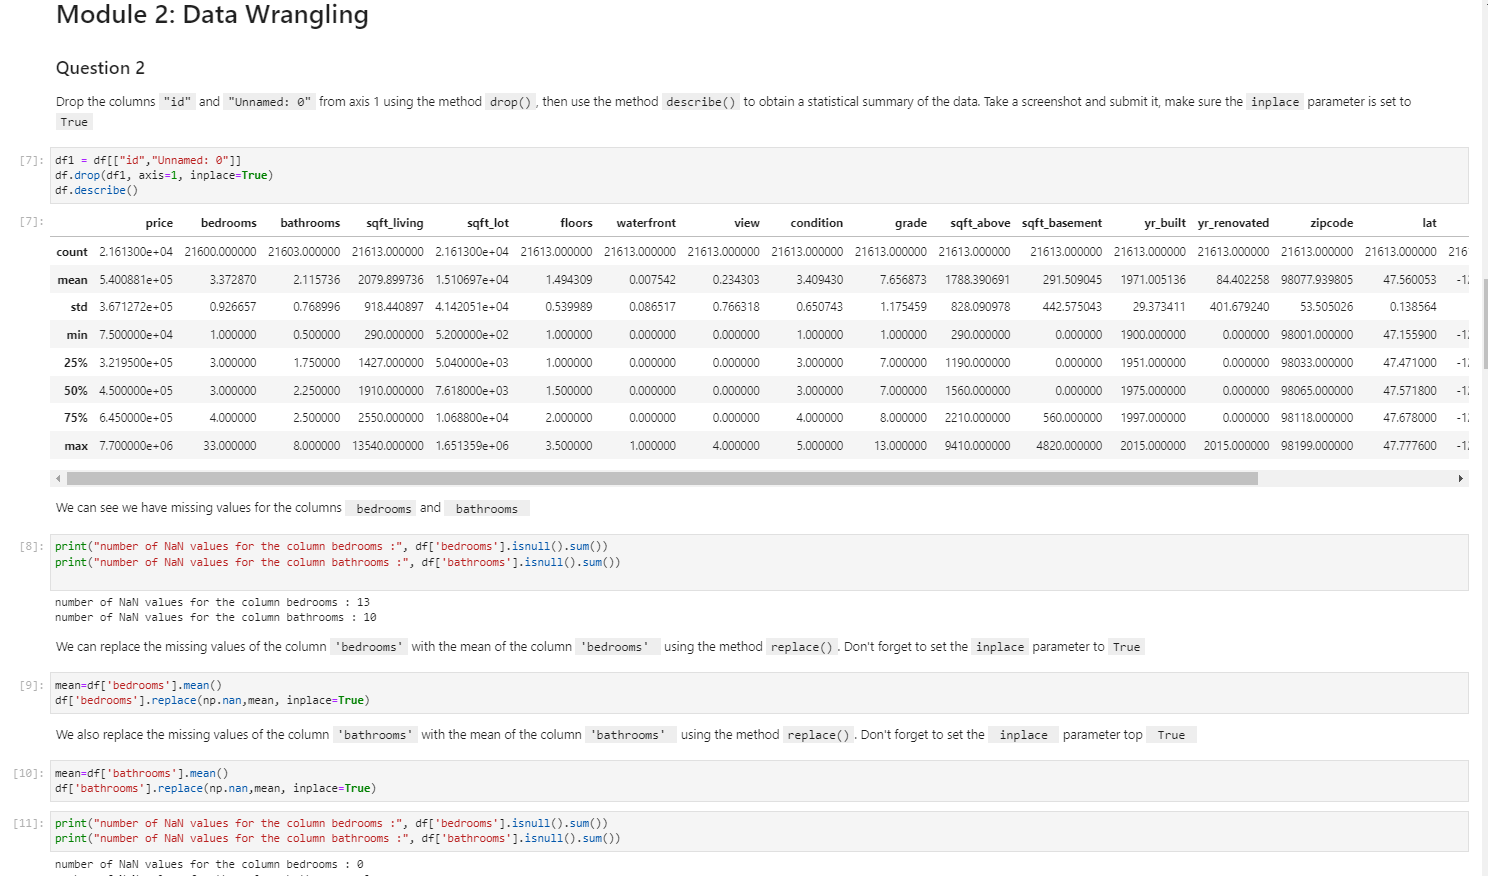 Module 2: Data Wrangling
Question 2
Drop the columns "id" and "Unnamed: 0" from axis 1 using the method drop() , then use the method describe() to obtain a statistical summary of the data. Take a screenshot and submit it, make sure the inplace parameter is set to
True
[7]: df1 = df[["id","Unnamed: 0"]]
df.drop(df1, axis=1, inplace=True)
df.describe()
[7]: price bedrooms bathrooms sqft_living sqft_lot floors waterfront view condition grade sqft_above sqft_basement yr_built yr_renovated zipcode lat
count 2.161300e+04 21600.000000 21603.000000 21613.000000 2.161300e+04 21613.000000 21613.000000 21613.000000 21613.000000 21613.000000 21613.000000 21613.000000 21613.000000 21613.000000 21613.000000 21613.000000 216
mean 5.400881e+05 3.372870 2.115736 2079.899736 1.510697e+04 1.494309 0.007542 0.234303 3.409430 7.656873 1788.390691 291.509045 1971.005136 84.402258 98077.939805 47.560053 -1
std 3.671272e+05 0.926657 0.768996 918.440897 4.142051e+04 0.539989 0.086517 0.766318 0.650743 1.175459 828.090978 442.575043 29.373411 401.679240 53.505026 0.138564
min 7.500000e+04 1.000000 0.500000 290.000000 5.200000e+02 1.000000 0.000000 0.000000 1.000000 1.000000 290.000000 0.000000 1900.000000 0.000000 98001.000000 47.155900 -1
25% 3.219500e+05 3.000000 1.750000 1427.000000 5.040000e+03 1.000000 0.000000 0.000000 3.000000 7.000000 1190.000000 0.000000 1951.000000 0.000000 98033.000000 47.471000 -1
50% 4.500000e+05 3.000000 2.250000 1910.000000 7.618000e+03 1.500000 0.000000 0.000000 3.000000 7.000000 1560.000000 0.000000 1975.000000 0.000000 98065.000000 47.571800 -1
75% 6.450000e+05 4.000000 2.500000 2550.000000 1.068800e+04 2.000000 0.000000 0.000000 4.000000 8.000000 2210.000000 560.000000 1997.000000 0.000000 98118.000000 47.678000 -1
max 7.700000e+06 33.000000 8.000000 13540.000000 1.651359e+06 3.500000 1.000000 4.000000 5.000000 13.000000 9410.000000 4820.000000 2015.000000 2015.000000 98199.000000 47.777600 -1
We can see we have missing values for the columns bedrooms and bathrooms
[8]: print("number of NaN values for the column bedrooms :", df['bedrooms'].isnull().sum())
print("number of NaN values for the column bathrooms :", df['bathrooms'].isnull().sum())
number of NaN values for the column bedrooms : 13
number of NaN values for the column bathrooms : 10
We can replace the missing values of the column 'bedrooms' with the mean of the column 'bedrooms' using the method replace() . Don't forget to set the inplace parameter to True
[9]: mean=df['bedrooms'].mean()
df['bedrooms'].replace(np.nan,mean, inplace=True)
We also replace the missing values of the column 'bathrooms' with the mean of the column 'bathrooms' using the method replace() . Don't forget to set the inplace parameter top True
[10]: mean=df['bathrooms'].mean()
df['bathrooms'].replace(np.nan,mean, inplace=True)
[11]: print("number of NaN values for the column bedrooms :", df['bedrooms'].isnull().sum())
print("number of NaN values for the column bathrooms :", df['bathrooms'].isnull().sum())
number of NaN values for the column bedrooms : 0